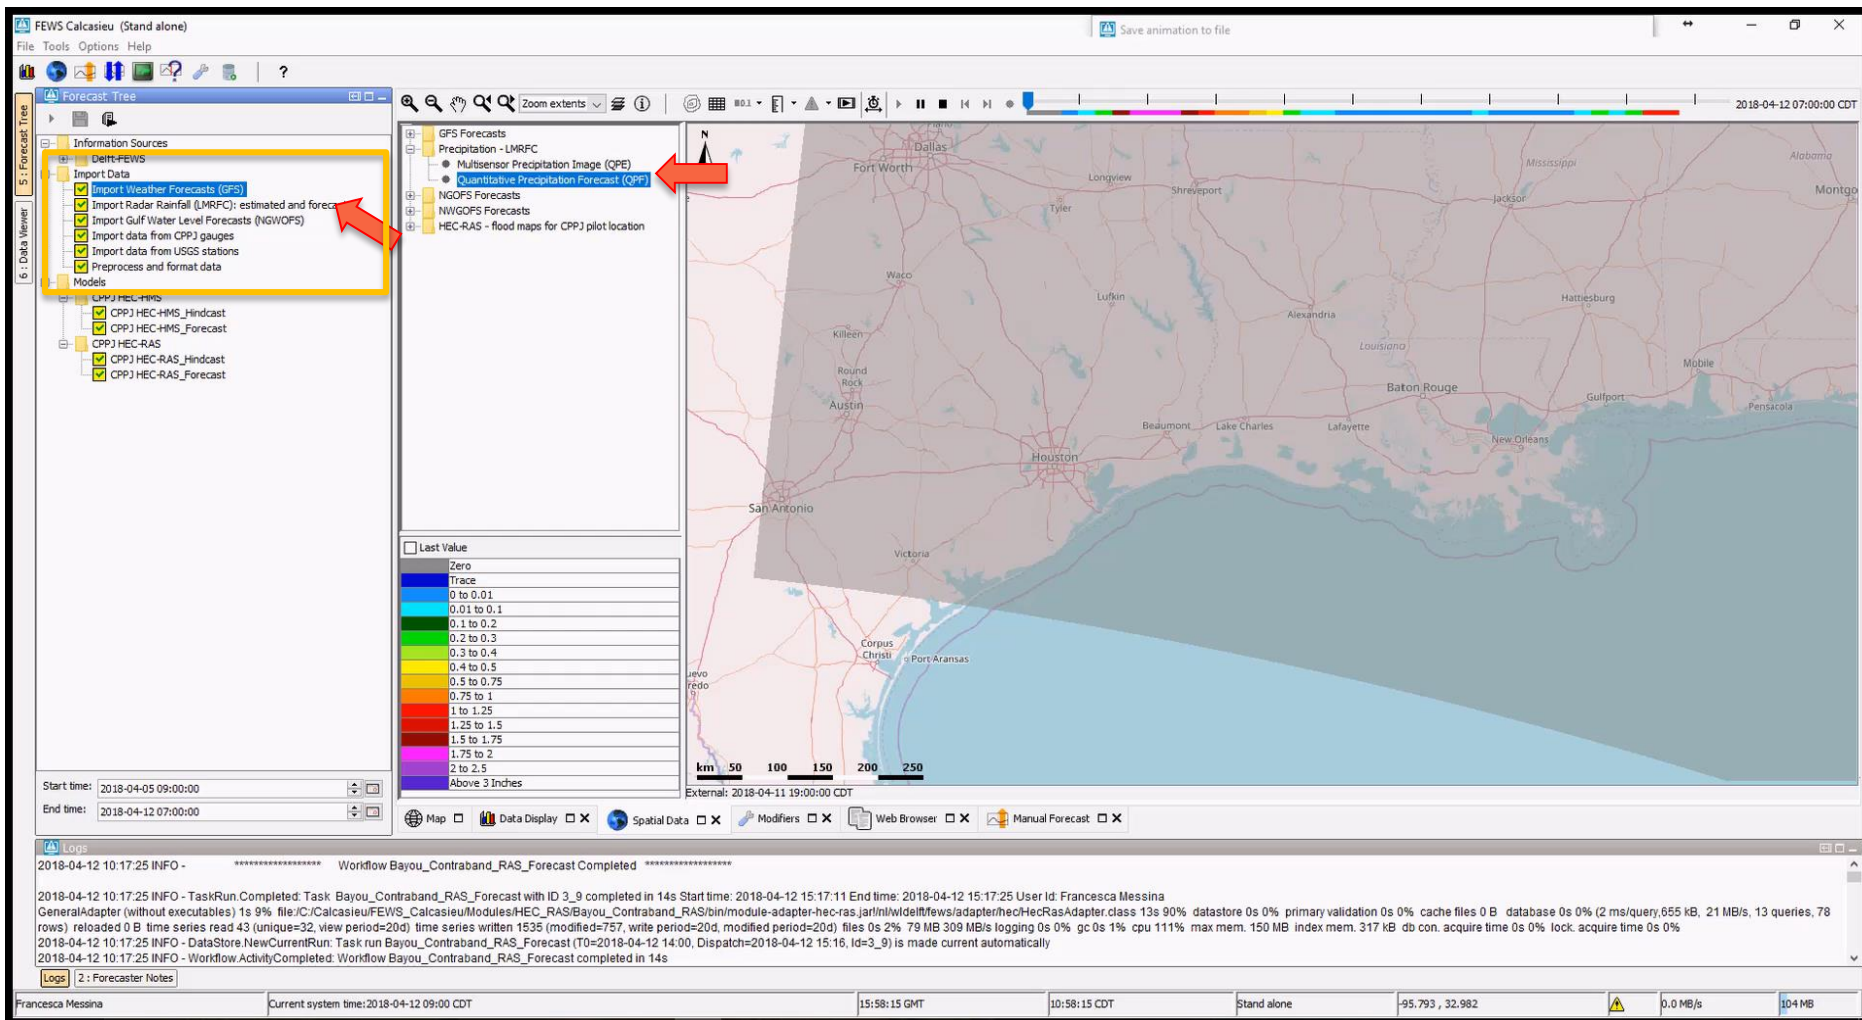 FEWS Calcasieu (Stand alone)
Save animation to file
File Tools Options Help
?
5 : Forecast Tree
6 : Data Viewer
Forecast Tree
Information Sources
Delft-FEWS
Import Data
Import Weather Forecasts (GFS)
Import Radar Rainfall (LMRFC): estimated and foreca
Import Gulf Water Level Forecasts (NGWOFS)
Import data from CPPJ gauges
Import data from USGS stations
Preprocess and format data
Models
CPPJ HEC-HMS
CPPJ HEC-HMS_Hindcast
CPPJ HEC-HMS_Forecast
CPPJ HEC-RAS
CPPJ HEC-RAS_Hindcast
CPPJ HEC-RAS_Forecast
Start time: 2018-04-05 09:00:00
End time: 2018-04-12 07:00:00
Zoom extents
2018-04-12 07:00:00 CDT
GFS Forecasts
Precipitation - LMRFC
Multisensor Precipitation Image (QPE)
Quantitative Precipitation Forecast (QPF)
NGOFS Forecasts
NWGOFS Forecasts
HEC-RAS - flood maps for CPPJ pilot location
Last Value
Zero
Trace
0 to 0.01
0.01 to 0.1
0.1 to 0.2
0.2 to 0.3
0.3 to 0.4
0.4 to 0.5
0.5 to 0.75
0.75 to 1
1 to 1.25
1.25 to 1.5
1.5 to 1.75
1.75 to 2
2 to 2.5
Above 3 Inches
N
Plano
Dallas
Fort Worth
Longview
Shreveport
Tyler
Mississippi
Jackson
Alabama
Montgo
Waco
Lufkin
Alexandria
Hattiesburg
Killeen
Louisiana
Round
Rock
Austin
Baton Rouge
Mobile
Gulfport
Pensacola
Beaumont
Lake Charles
Lafayette
New Orleans
Houston
San Antonio
Victoria
Corpus
Christi
Port Aransas
uevo
redo
km 50 100 150 200 250
External: 2018-04-11 19:00:00 CDT
Map
Data Display
Spatial Data
Modifiers
Web Browser
Manual Forecast
Logs
2018-04-12 10:17:25 INFO - ****************** Workflow Bayou_Contraband_RAS_Forecast Completed ******************
2018-04-12 10:17:25 INFO - TaskRun.Completed: Task Bayou_Contraband_RAS_Forecast with ID 3_9 completed in 14s Start time: 2018-04-12 15:17:11 End time: 2018-04-12 15:17:25 User Id: Francesca Messina
GeneralAdapter (without executables) 1s 9% file:/C:/Calcasieu/FEWS_Calcasieu/Modules/HEC_RAS/Bayou_Contraband_RAS/bin/module-adapter-hec-ras.jar!/nl/wldelft/fews/adapter/hec/HecRasAdapter.class 13s 90% datastore 0s 0% primary validation 0s 0% cache files 0 B database 0s 0% (2 ms/query,655 kB, 21 MB/s, 13 queries, 78
rows) reloaded 0 B time series read 43 (unique=32, view period=20d) time series written 1535 (modified=757, write period=20d, modified period=20d) files 0s 2% 79 MB 309 MB/s logging 0s 0% gc 0s 1% cpu 111% max mem. 150 MB index mem. 317 kB db con. acquire time 0s 0% lock. acquire time 0s 0%
2018-04-12 10:17:25 INFO - DataStore.NewCurrentRun: Task run Bayou_Contraband_RAS_Forecast (T0=2018-04-12 14:00, Dispatch=2018-04-12 15:16, Id=3_9) is made current automatically
2018-04-12 10:17:25 INFO - Workflow.ActivityCompleted: Workflow Bayou_Contraband_RAS_Forecast completed in 14s
Logs
2 : Forecaster Notes
Francesca Messina
Current system time:2018-04-12 09:00 CDT
15:58:15 GMT
10:58:15 CDT
Stand alone
-95.793 , 32.982
0.0 MB/s
104 MB